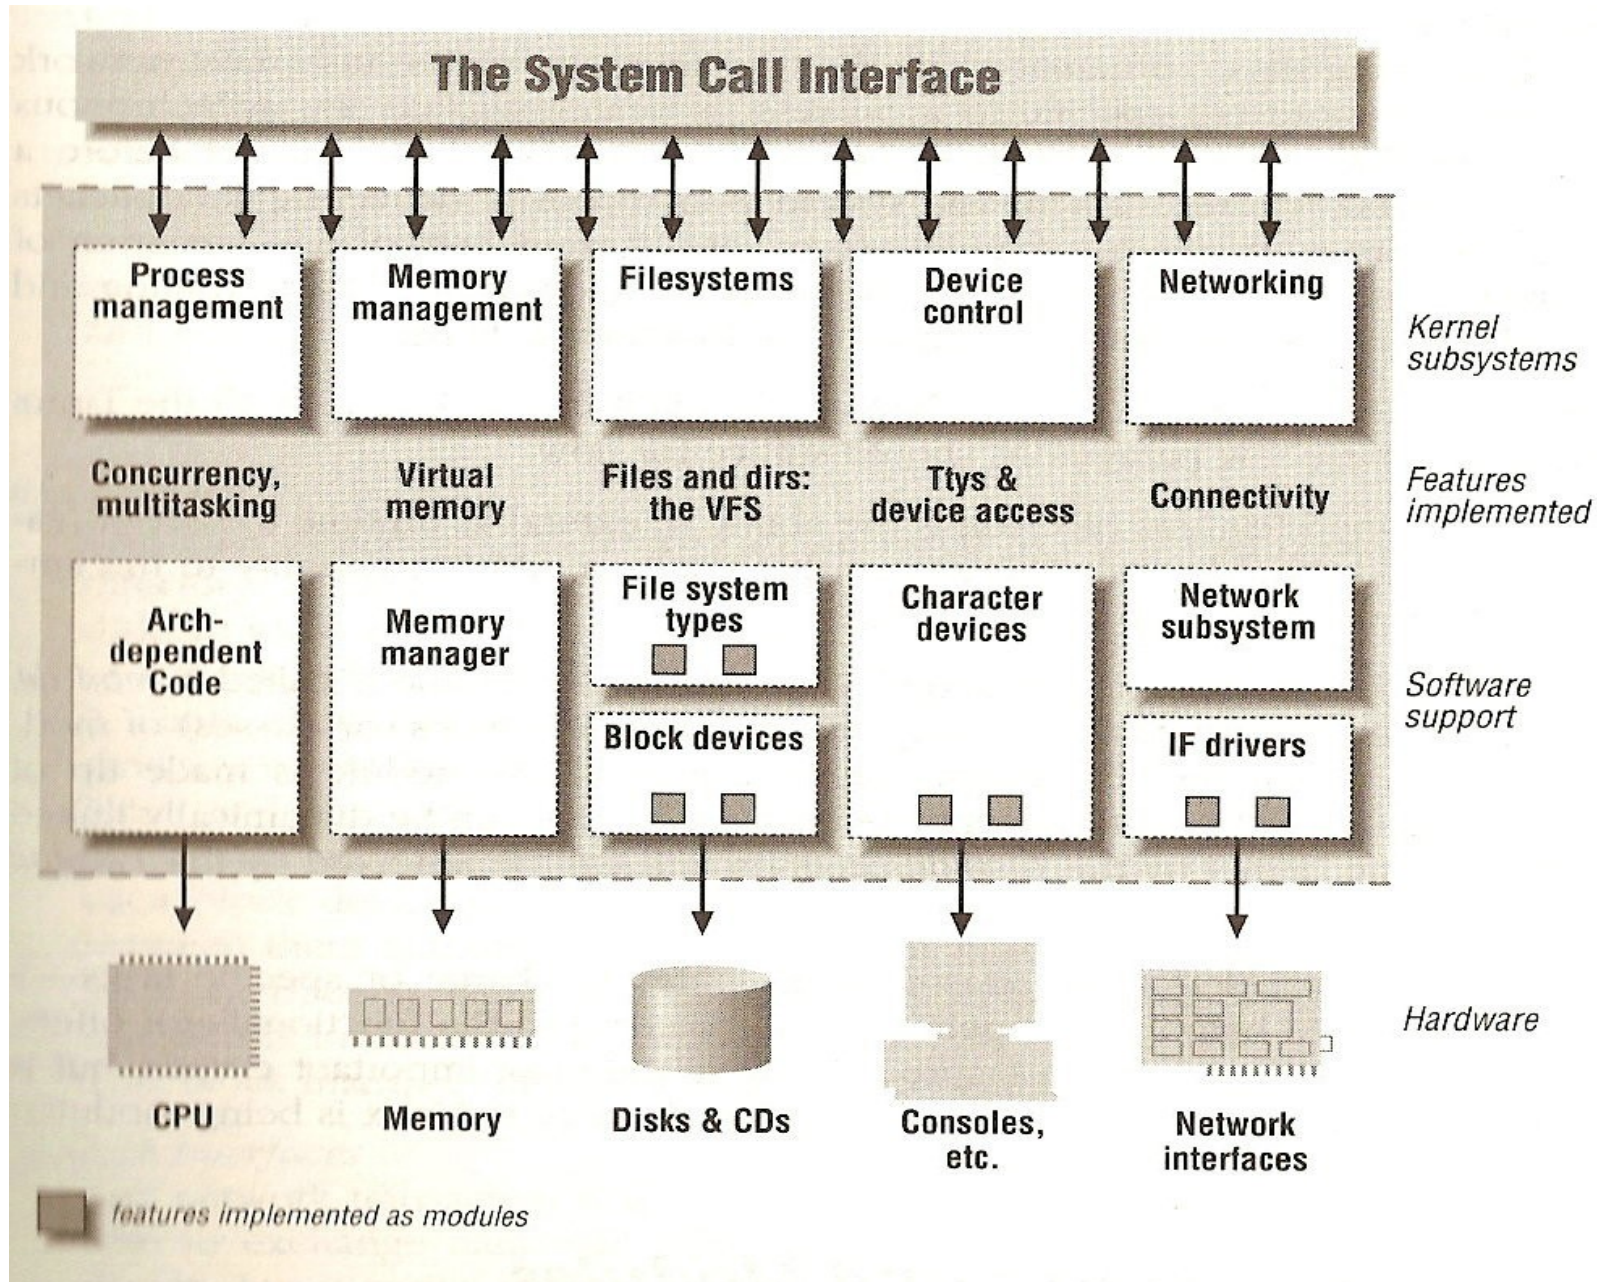 The System Call Interface
Process
management
Memory
management
Filesystems
Device
control
Networking
Kernel
subsystems
Concurrency,
multitasking
Virtual
memory
Files and dirs:
the VFS
Ttys &
device access
Connectivity
Features
implemented
Arch-
dependent
Code
Memory
manager
File system
types
Block devices
Character
devices
Network
subsystem
IF drivers
Software
support
CPU
Memory
Disks & CDs
Consoles,
etc.
Network
interfaces
Hardware
features implemented as modules